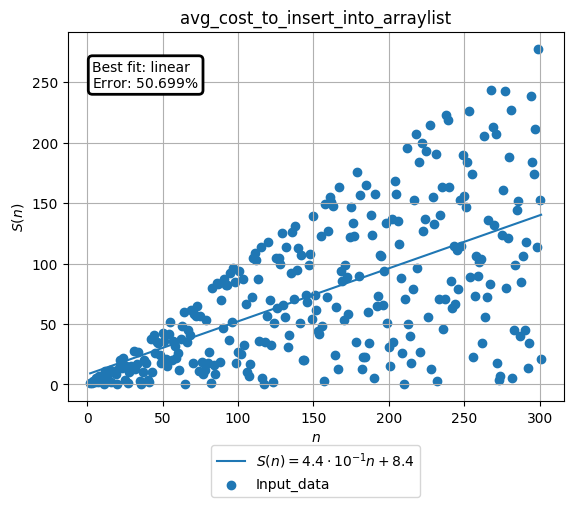 avg_cost_to_insert_into_arraylist
Best fit: linear
Error: 50.699%
250
200
150
100
50
0
S(n)
0 50 100 150 200 250 300
n
S(n) = 4.4 · 10⁻¹n + 8.4
Input_data